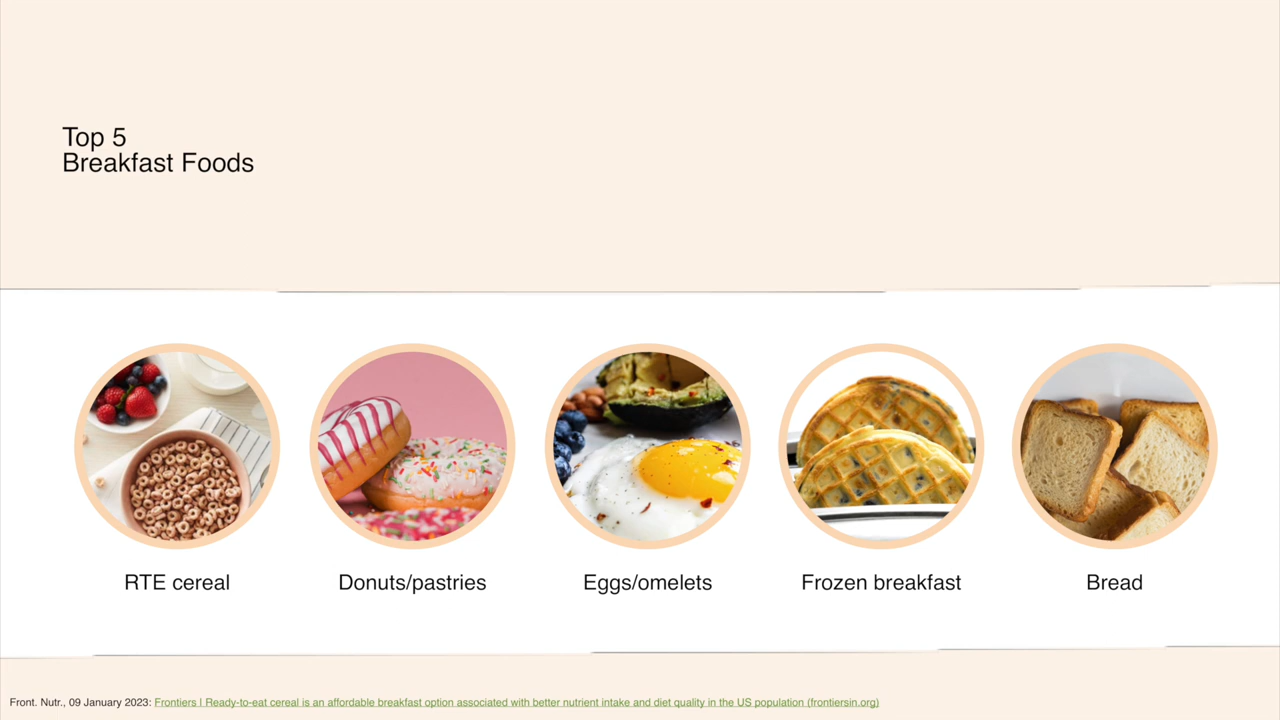 Top 5
Breakfast Foods
RTE cereal
Donuts/pastries
Eggs/omelets
Frozen breakfast
Bread
Front. Nutr., 09 January 2023: Frontiers | Ready-to-eat cereal is an affordable breakfast option associated with better nutrient intake and diet quality in the US population (frontiersin.org)